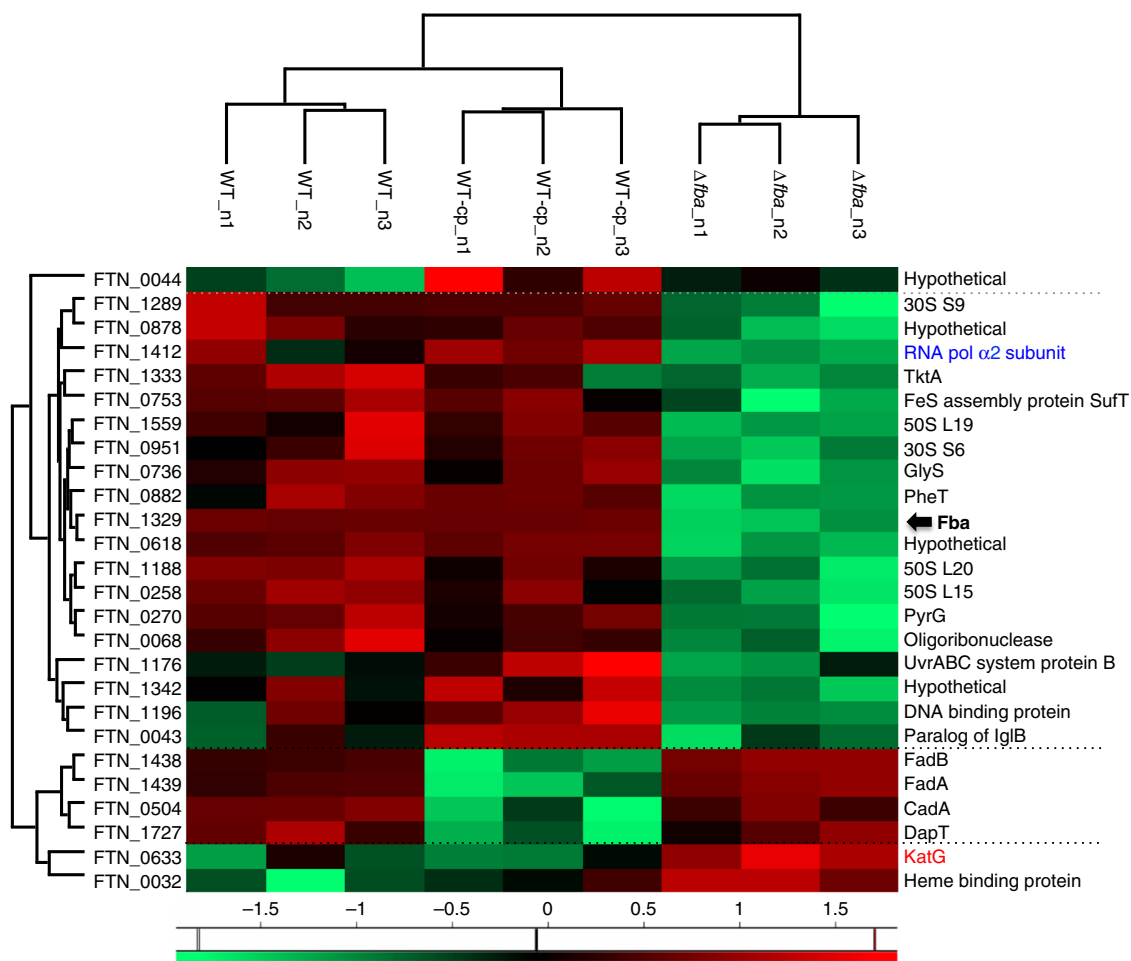 WT_n1
WT_n2
WT_n3
WT-cp_n1
WT-cp_n2
WT-cp_n3
Δfba_n1
Δfba_n2
Δfba_n3
FTN_0044 Hypothetical
FTN_1289 30S S9
FTN_0878 Hypothetical
FTN_1412 RNA pol α2 subunit
FTN_1333 TktA
FTN_0753 FeS assembly protein SufT
FTN_1559 50S L19
FTN_0951 30S S6
FTN_0736 GlyS
FTN_0882 PheT
FTN_1329 Fba
FTN_0618 Hypothetical
FTN_1188 50S L20
FTN_0258 50S L15
FTN_0270 PyrG
FTN_0068 Oligoribonuclease
FTN_1176 UvrABC system protein B
FTN_1342 Hypothetical
FTN_1196 DNA binding protein
FTN_0043 Paralog of IglB
FTN_1438 FadB
FTN_1439 FadA
FTN_0504 CadA
FTN_1727 DapT
FTN_0633 KatG
FTN_0032 Heme binding protein
−1.5 −1 −0.5 0 0.5 1 1.5